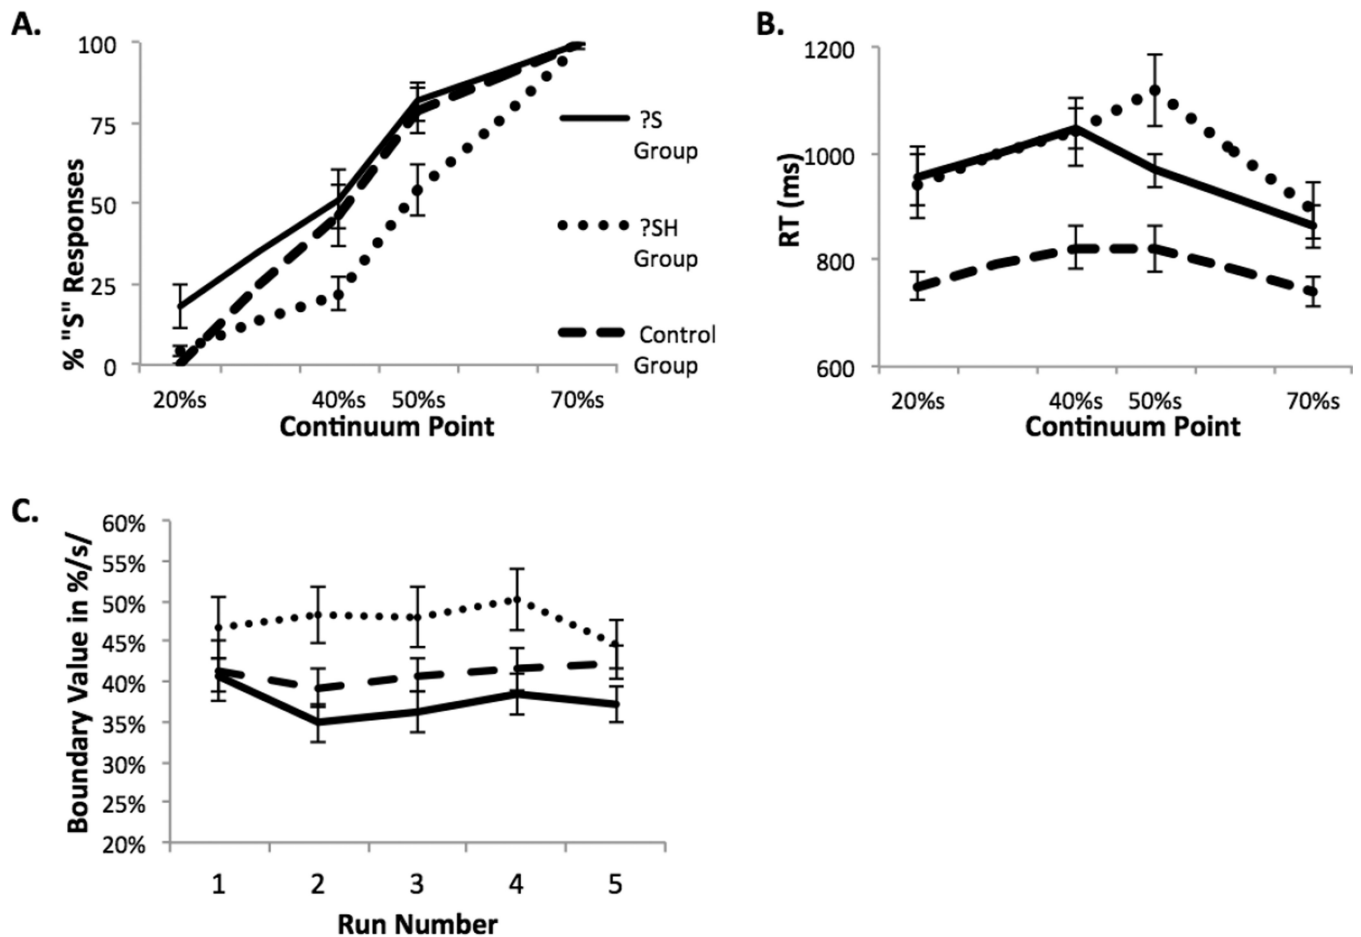 A.
% "S" Responses
100
75
50
25
0
20%s 40%s 50%s 70%s
Continuum Point
?S
Group
?SH
Group
Control
Group
B.
RT (ms)
1200
1000
800
600
20%s 40%s 50%s 70%s
Continuum Point
C.
Boundary Value in %/s/
60%
55%
50%
45%
40%
35%
30%
25%
20%
1 2 3 4 5
Run Number